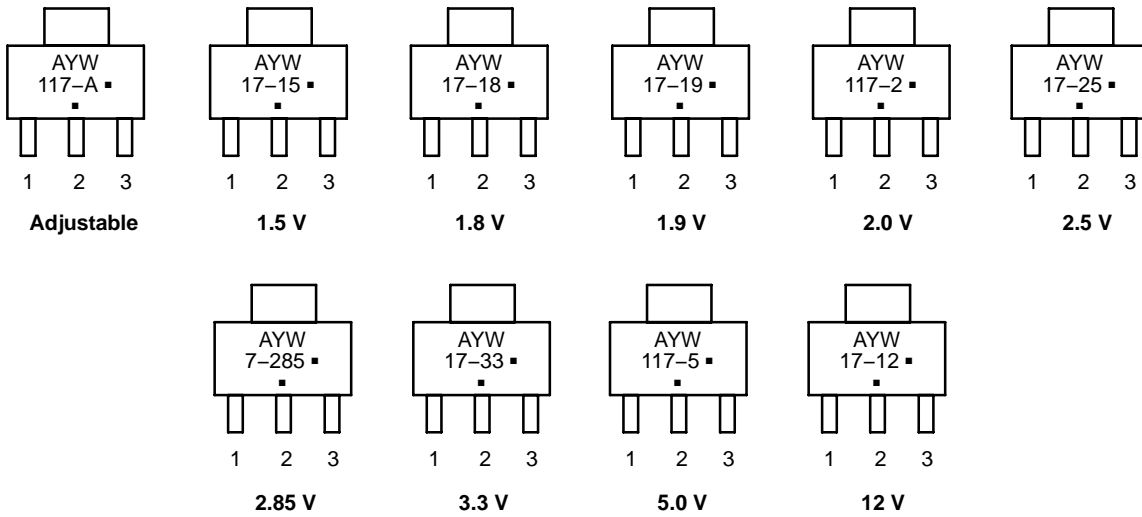 AYW
117–A ▪
▪
1 2 3
Adjustable
AYW
17–15 ▪
▪
1 2 3
1.5 V
AYW
17–18 ▪
▪
1 2 3
1.8 V
AYW
17–19 ▪
▪
1 2 3
1.9 V
AYW
117–2 ▪
▪
1 2 3
2.0 V
AYW
17–25 ▪
▪
1 2 3
2.5 V
AYW
7–285 ▪
▪
1 2 3
2.85 V
AYW
17–33 ▪
▪
1 2 3
3.3 V
AYW
117–5 ▪
▪
1 2 3
5.0 V
AYW
17–12 ▪
▪
1 2 3
12 V